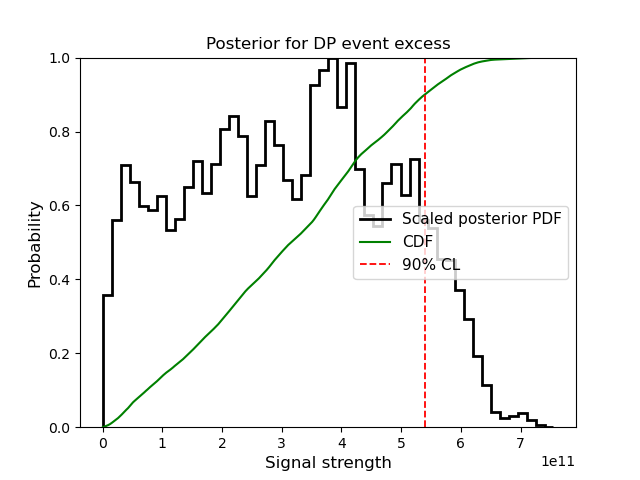 Posterior for DP event excess
1.0
0.8
0.6
0.4
0.2
0.0
Probability
Scaled posterior PDF
CDF
90% CL
0 1 2 3 4 5 6 7
1e11
Signal strength